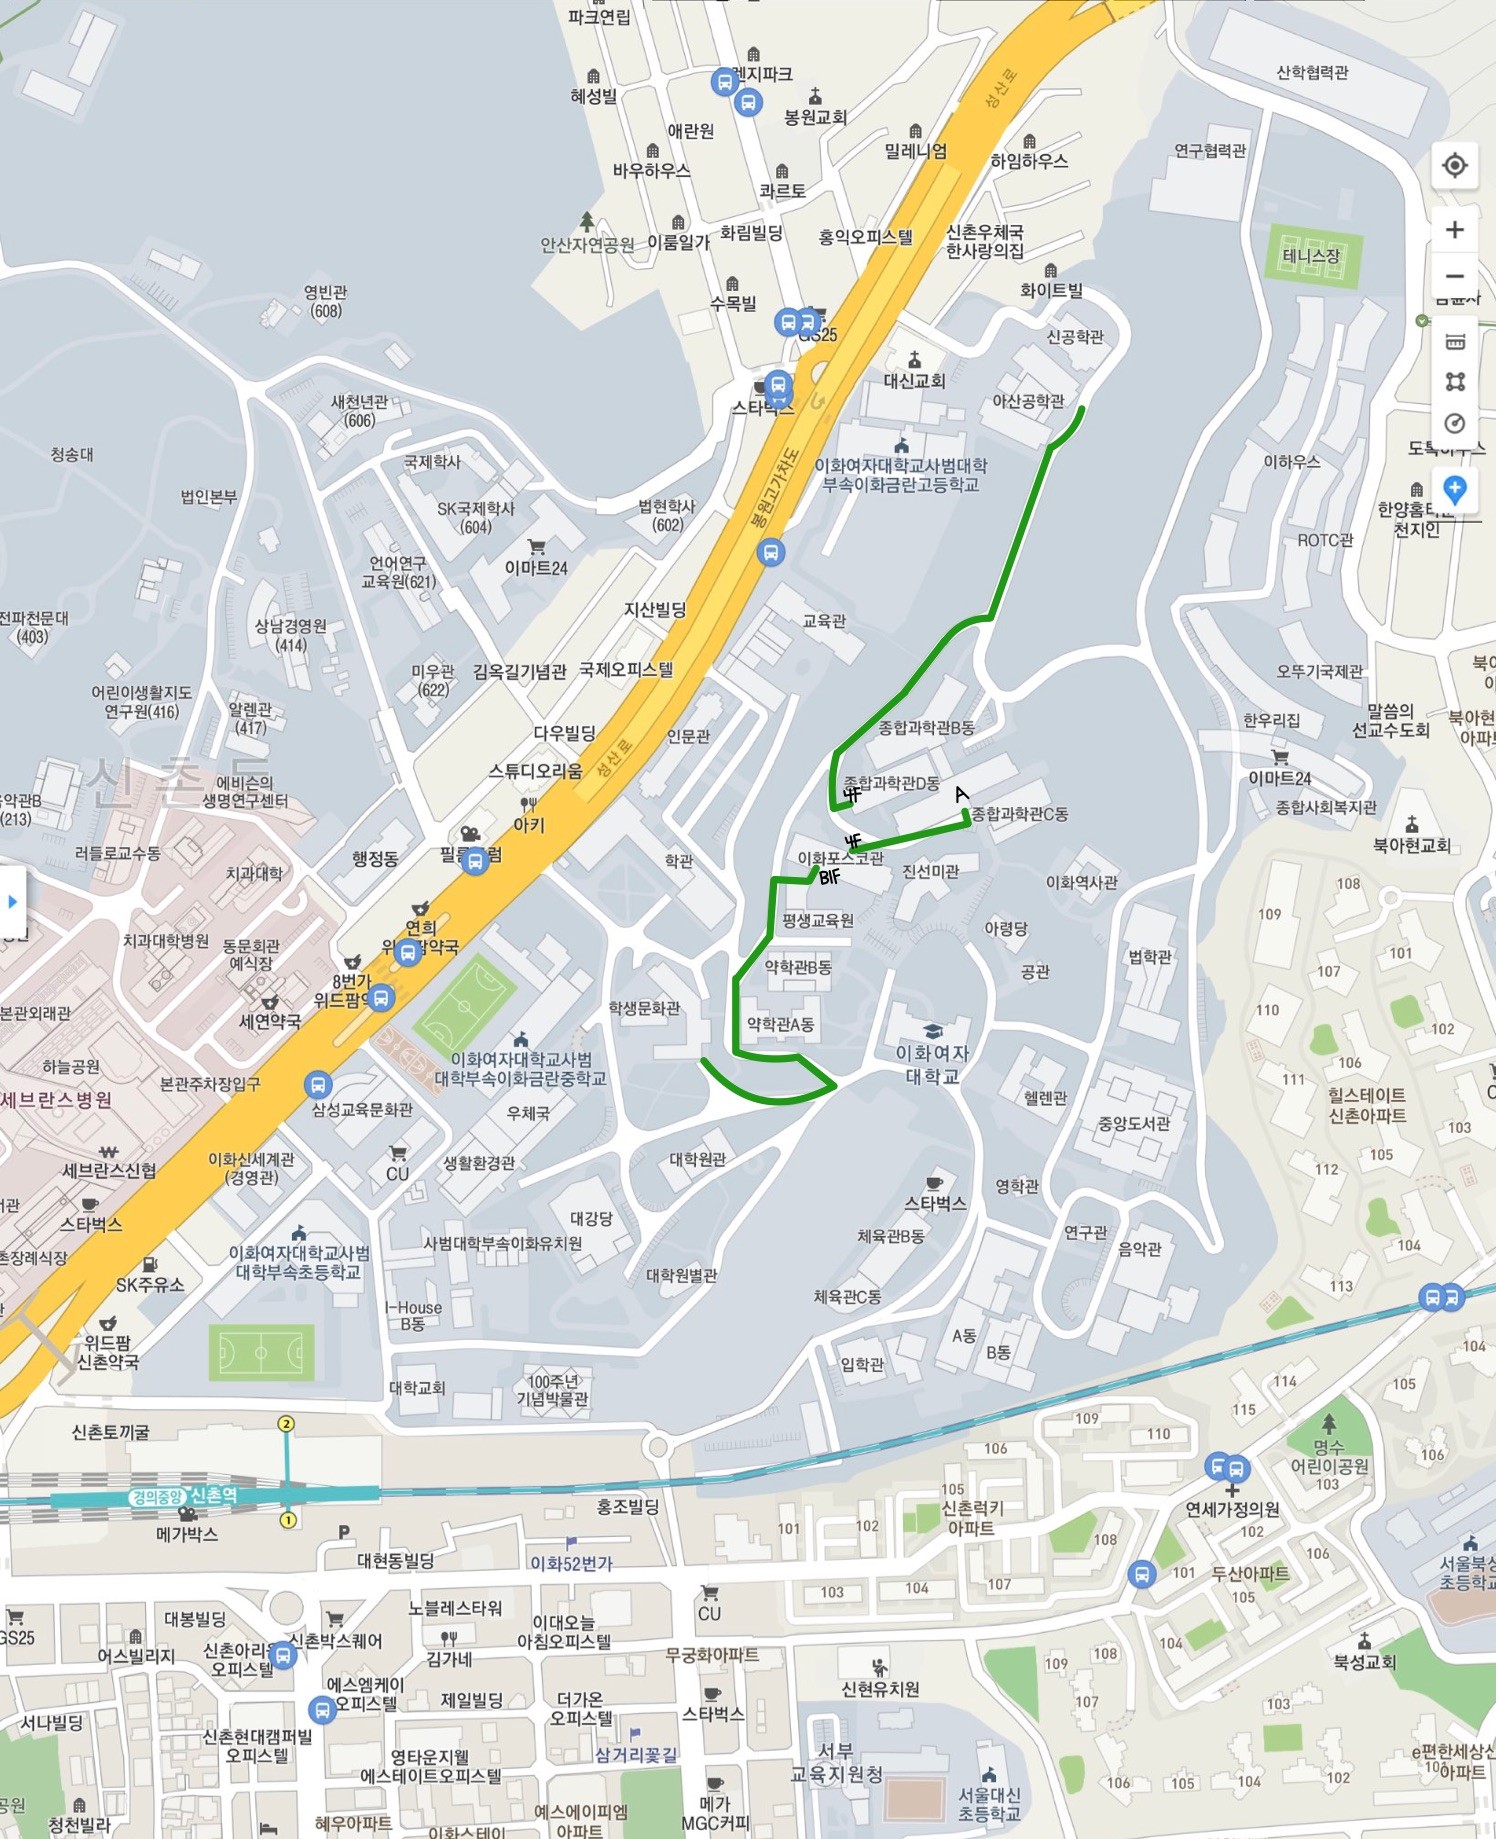 파크연립
렌지파크
혜성빌
봉원교회
산학협력관
성산로
애란원
밀레니엄
하임하우스
연구협력관
바우하우스
콰르토
안산자연공원
이룸일가
화림빌딩
홍익오피스텔
신촌우체국
한사랑의집
테니스장
영빈관
(608)
수목빌
화이트빌
GS25
신공학관
대신교회
스타벅스
아산공학관
새천년관
(606)
청송대
국제학사
이화여자대학교사범대학
부속이화금란고등학교
봉원고가차도
이하우스
법인본부
SK국제학사
(604)
법현학사
(602)
한양홈타운
천지인
ROTC관
언어연구
교육원(621)
이마트24
전파천문대
(403)
상남경영원
(414)
지산빌딩
교육관
미우관
(622)
김옥길기념관
국제오피스텔
오뚜기국제관
어린이생활지도
연구원(416)
알렌관
(417)
다우빌딩
인문관
종합과학관B동
한우리집
말씀의
선교수도회
북아현
아파트
신촌동
스튜디오리움
성산로
에비슨의
생명연구센터
종합과학관D동
4F
A
이마트24
음악관B
(213)
아키
종합과학관C동
종합사회복지관
4F
러들로교수동
행정동
필름포럼
학관
이화포스코관
B1F
진선미관
이화역사관
북아현교회
치과대학
108
109
평생교육원
아령당
연희
위드팜약국
치과대학병원
동문회관
예식장
8번가
위드팜약국
약학관B동
공관
법학관
101
107
110
본관외래관
세연약국
학생문화관
약학관A동
102
하늘공원
이화여자대학교사범
대학부속이화금란중학교
이화여자
대학교
106
본관주차장입구
111
세브란스병원
삼성교육문화관
우체국
헬렌관
중앙도서관
힐스테이트
신촌아파트
103
세브란스신협
이화신세계관
(경영관)
CU
생활환경관
대학원관
105
112
스타벅스
영학관
스타벅스
대강당
체육관B동
연구관
음악관
104
이화여자대학교사범
대학부속초등학교
사범대학부속이화유치원
SK주유소
대학원별관
체육관C동
113
I-House
B동
위드팜
신촌약국
A동
B동
입학관
104
대학교회
100주년
기념박물관
114
105
115
109
110
신촌토끼굴
2
106
명수
어린이공원
106
103
경의중앙 신촌역
105
신촌럭키
아파트
연세가정의원
홍조빌딩
1
메가박스
P
101
102
102
108
대현동빌딩
이화52번가
106
101
두산아파트
서울북성
초등학교
103
104
107
105
노블레스타워
CU
대봉빌딩
GS25
신촌박스퀘어
이대오늘
아침오피스텔
어스빌리지
신촌아리움
오피스텔
김가네
무궁화아파트
104
북성교회
109
108
신현유치원
에스엠케이
오피스텔
제일빌딩
더가온
오피스텔
스타벅스
107
103
서나빌딩
신촌현대캠퍼빌
오피스텔
삼거리꽃길
서부
교육지원청
영타운지웰
에스테이트오피스텔
e편한세상신
아파트
106
105
104
102
101
서울대신
초등학교
청천빌라
메가
MGC커피
혜우아파트
예스에이피엠
아파트
이화스테이